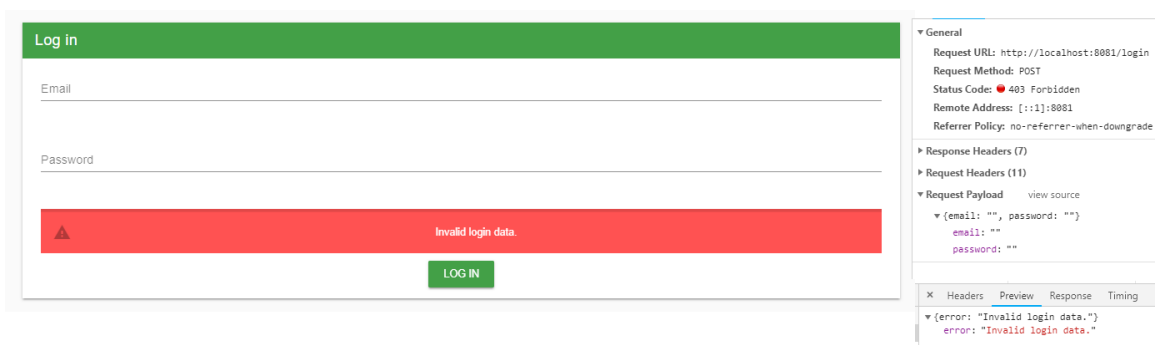 Log in
Email
Password
Invalid login data.
LOG IN
▼ General
Request URL: http://localhost:8081/login
Request Method: POST
Status Code: 403 Forbidden
Remote Address: [::1]:8081
Referrer Policy: no-referrer-when-downgrade
▶ Response Headers (7)
▶ Request Headers (11)
▼ Request Payload view source
▼ {email: "", password: ""}
email: ""
password: ""
× Headers Preview Response Timing
▼ {error: "Invalid login data."}
error: "Invalid login data."